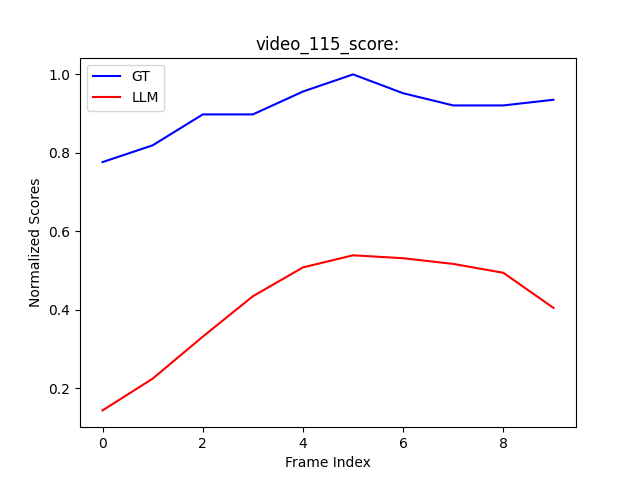 video_115_score:
GT
LLM
Normalized Scores
1.0
0.8
0.6
0.4
0.2
0 2 4 6 8
Frame Index